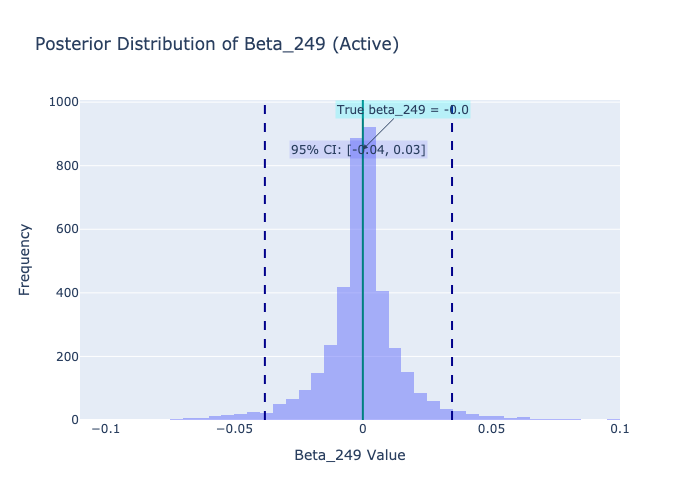 Posterior Distribution of Beta_249 (Active)
True beta_249 = -0.0
95% CI: [-0.04, 0.03]
1000
800
600
400
200
0
Frequency
−0.1
−0.05
0
0.05
0.1
Beta_249 Value